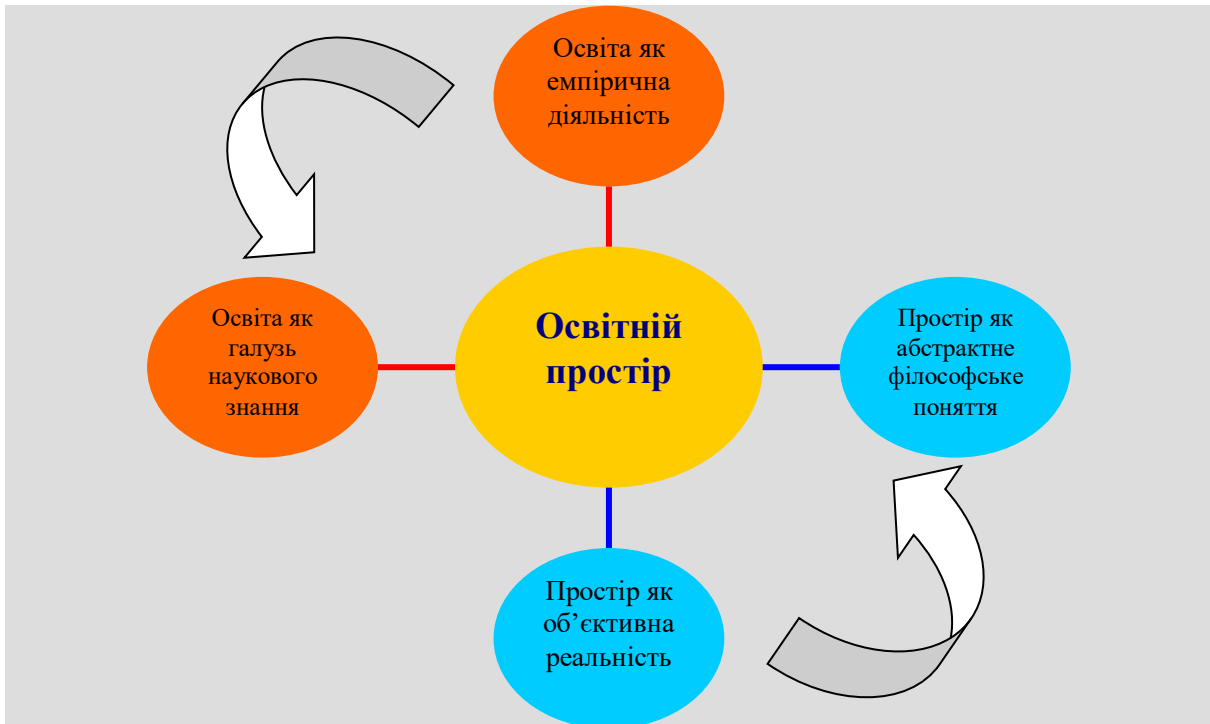 Освіта як
емпірична
діяльність
Освіта як
галузь
наукового
знання
Освітній
простір
Простір як
абстрактне
філософське
поняття
Простір як
об’єктивна
реальність